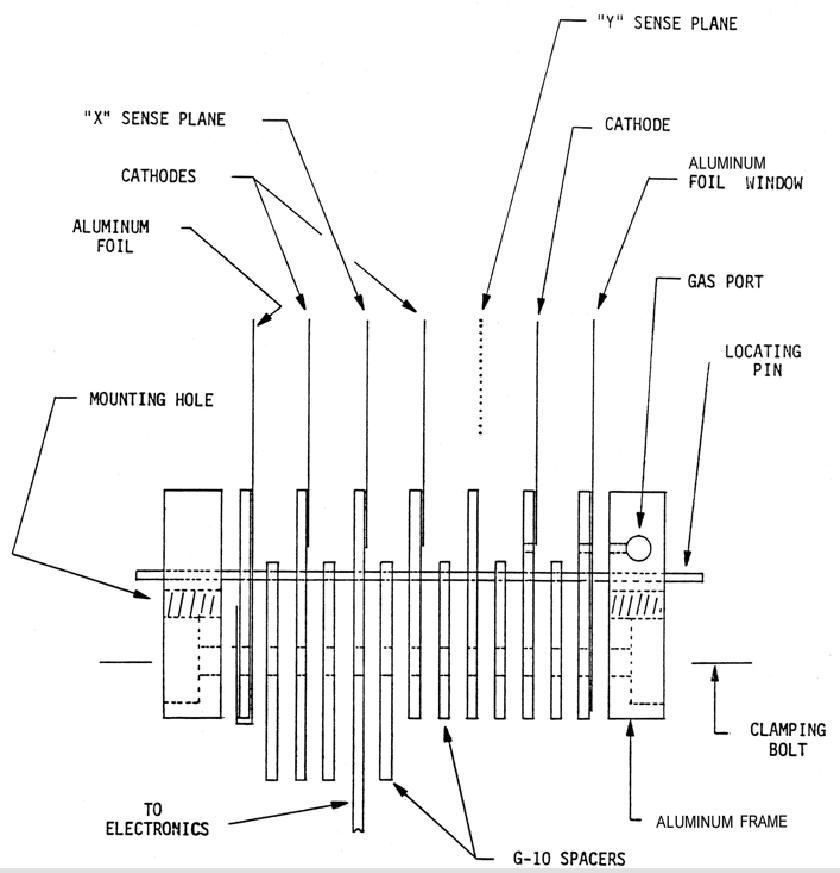 "Y" SENSE PLANE
"X" SENSE PLANE
CATHODE
CATHODES
ALUMINUM
FOIL WINDOW
ALUMINUM
FOIL
GAS PORT
LOCATING
PIN
MOUNTING HOLE
CLAMPING
BOLT
TO
ELECTRONICS
ALUMINUM FRAME
G-10 SPACERS